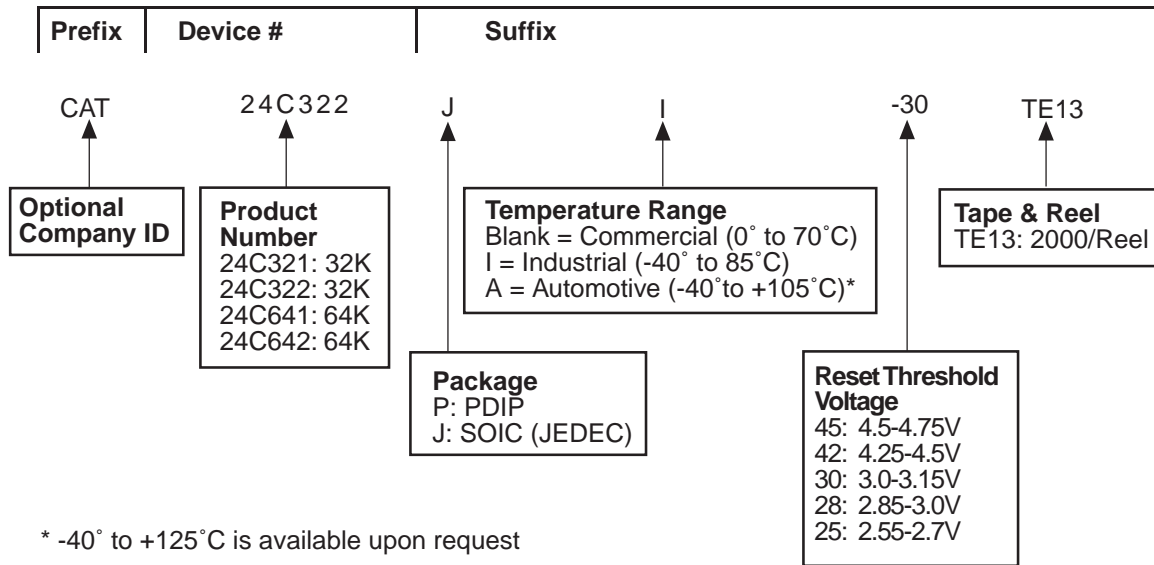 Prefix Device # Suffix
CAT 24C322 J I -30 TE13
Optional
Company ID
Product
Number
24C321: 32K
24C322: 32K
24C641: 64K
24C642: 64K
Temperature Range
Blank = Commercial (0˚ to 70˚C)
I = Industrial (-40˚ to 85˚C)
A = Automotive (-40˚to +105˚C)*
Tape & Reel
TE13: 2000/Reel
Package
P: PDIP
J: SOIC (JEDEC)
Reset Threshold
Voltage
45: 4.5-4.75V
42: 4.25-4.5V
30: 3.0-3.15V
28: 2.85-3.0V
25: 2.55-2.7V
* -40˚ to +125˚C is available upon request